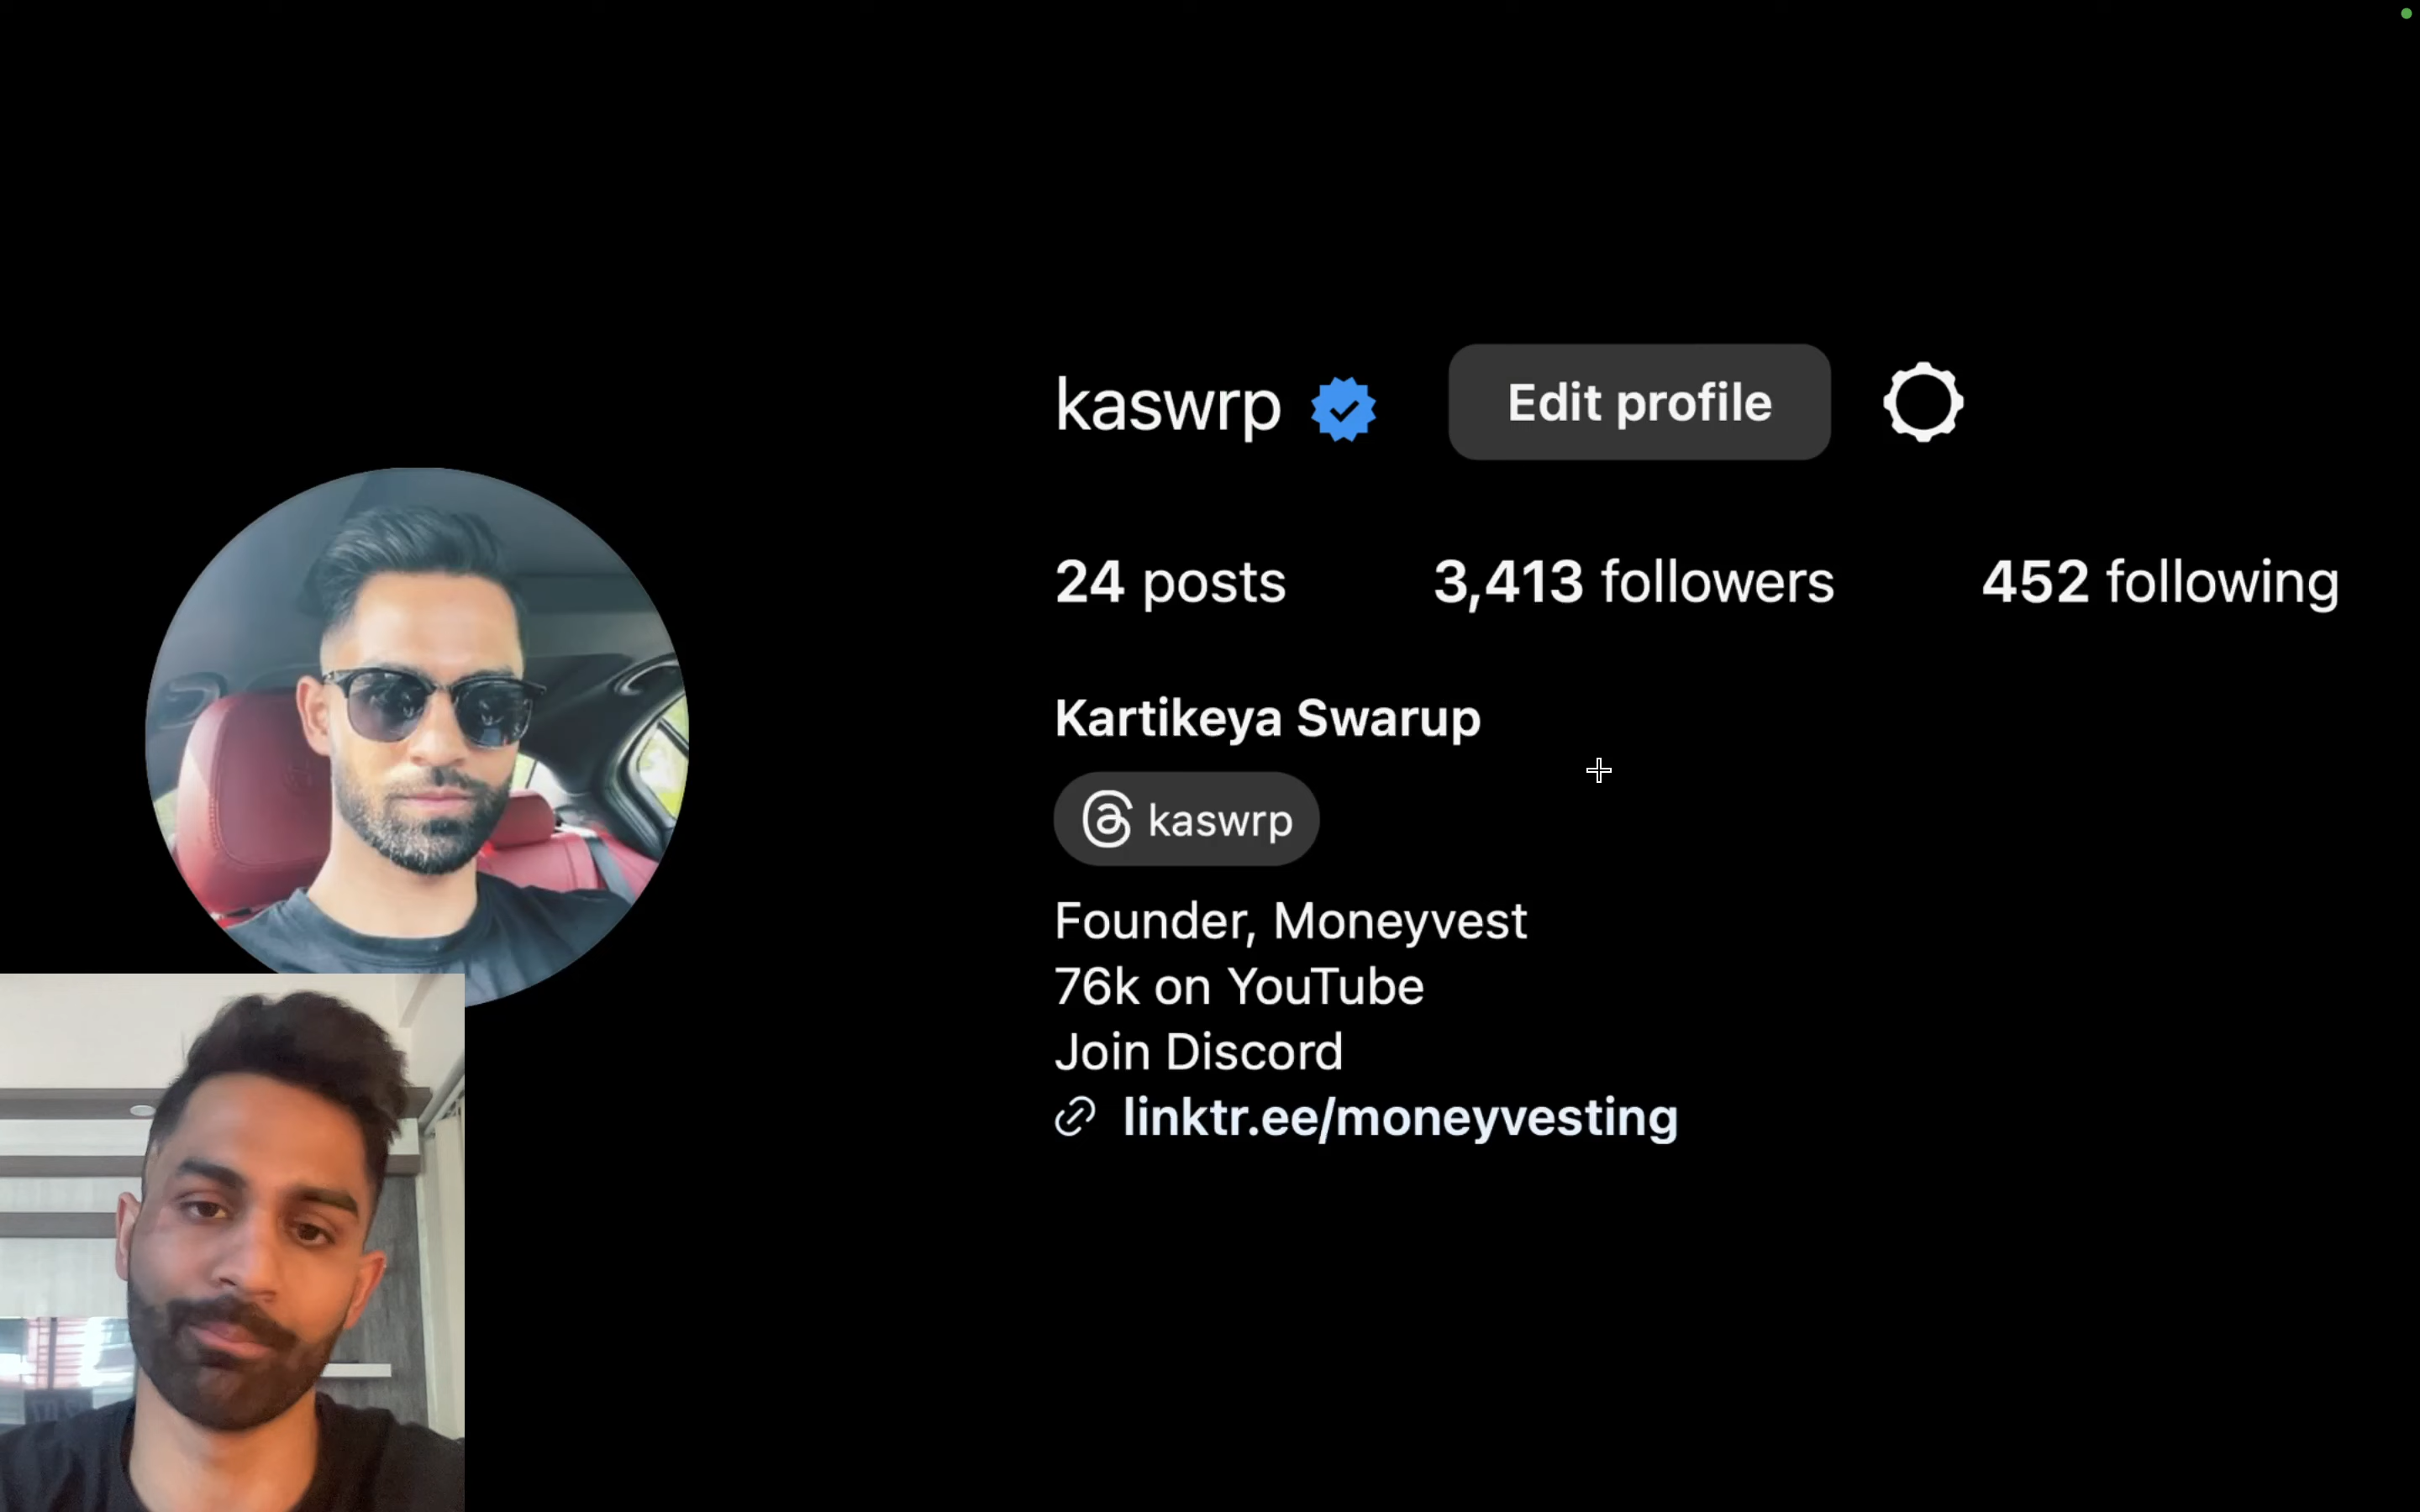 kaswrp Edit profile
24 posts 3,413 followers 452 following
Kartikeya Swarup
kaswrp
Founder, Moneyvest
76k on YouTube
Join Discord
linktr.ee/moneyvesting